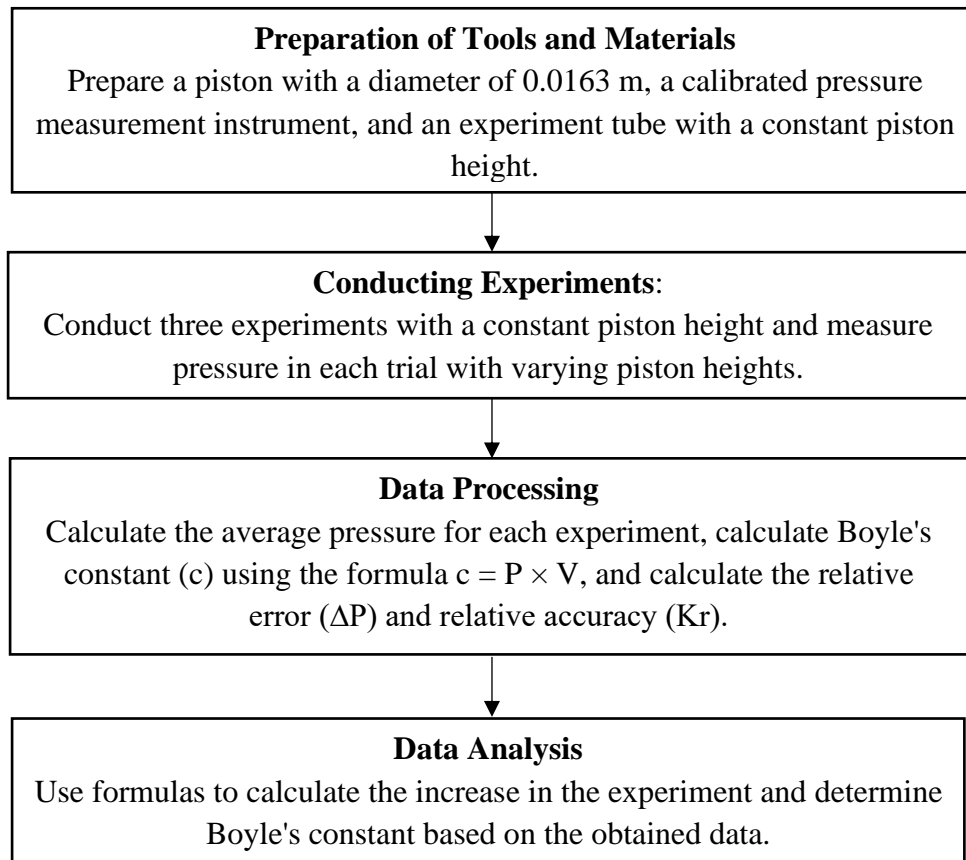 Preparation of Tools and Materials
Prepare a piston with a diameter of 0.0163 m, a calibrated pressure
measurement instrument, and an experiment tube with a constant piston
height.
Conducting Experiments:
Conduct three experiments with a constant piston height and measure
pressure in each trial with varying piston heights.
Data Processing
Calculate the average pressure for each experiment, calculate Boyle's
constant (c) using the formula c = P × V, and calculate the relative
error (ΔP) and relative accuracy (Kr).
Data Analysis
Use formulas to calculate the increase in the experiment and determine
Boyle's constant based on the obtained data.